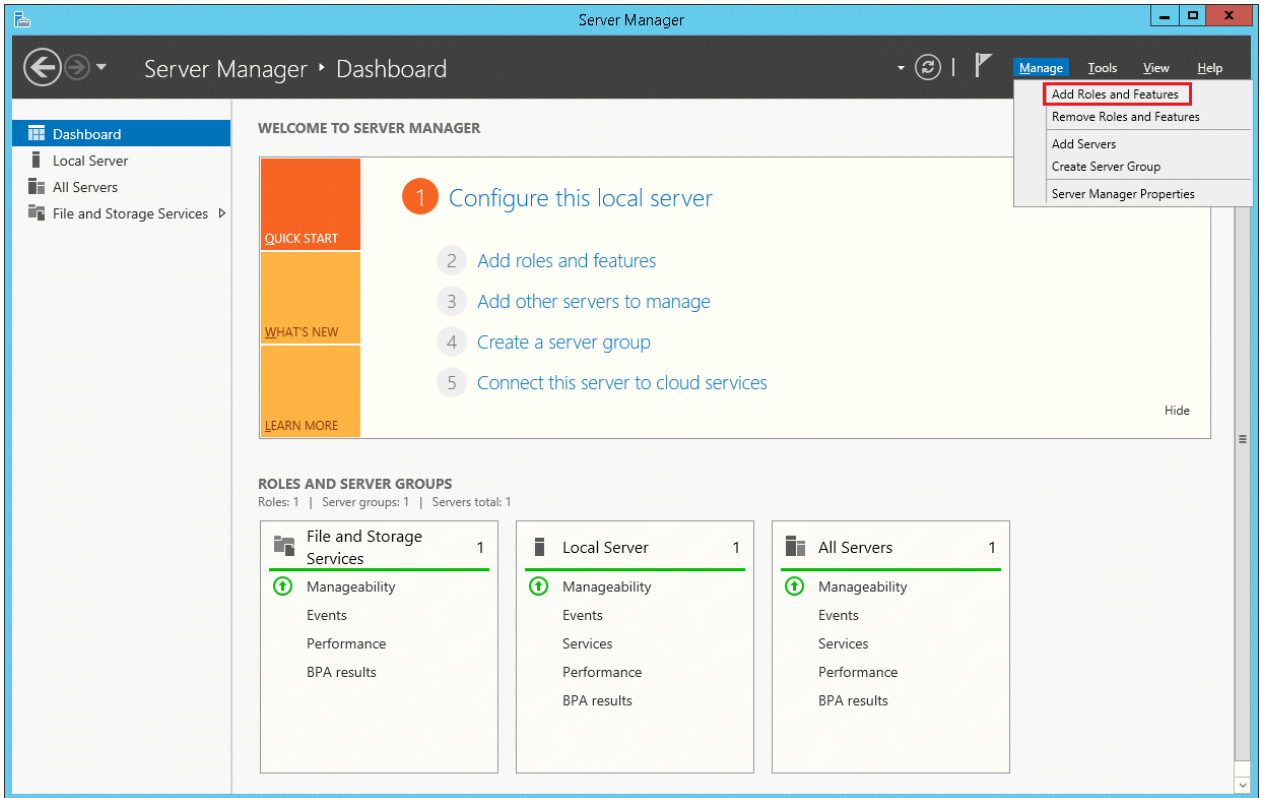 Server Manager
Server Manager ‣ Dashboard
Manage Tools View Help
Add Roles and Features
Remove Roles and Features
Add Servers
Create Server Group
Server Manager Properties
Dashboard
Local Server
All Servers
File and Storage Services
WELCOME TO SERVER MANAGER
QUICK START
WHAT'S NEW
LEARN MORE
1 Configure this local server
2 Add roles and features
3 Add other servers to manage
4 Create a server group
5 Connect this server to cloud services
Hide
ROLES AND SERVER GROUPS
Roles: 1 | Server groups: 1 | Servers total: 1
File and Storage
Services 1
Manageability
Events
Performance
BPA results
Local Server 1
Manageability
Events
Services
Performance
BPA results
All Servers 1
Manageability
Events
Services
Performance
BPA results